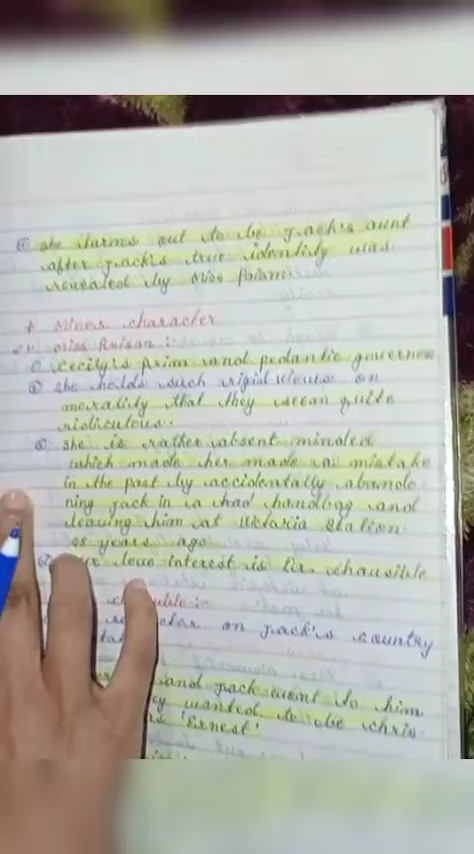 she turns out to be Jack's aunt
after Jack's true identity was
revealed by Miss Prism
* Minor character
Miss Prism :
① Cecily's prim and pedantic governess
② she holds such rigid views on
morality that they seem quite
ridiculous.
③ she is rather absent minded
which made her made a mistake
in the past by accidentally abando
ning Jack in a hand bag and
leaving him at Victoria Station
28 years ago
love interest is Dr. chausible
on Jack's country
and Jack went to him
wanted to be chris
'Ernest'